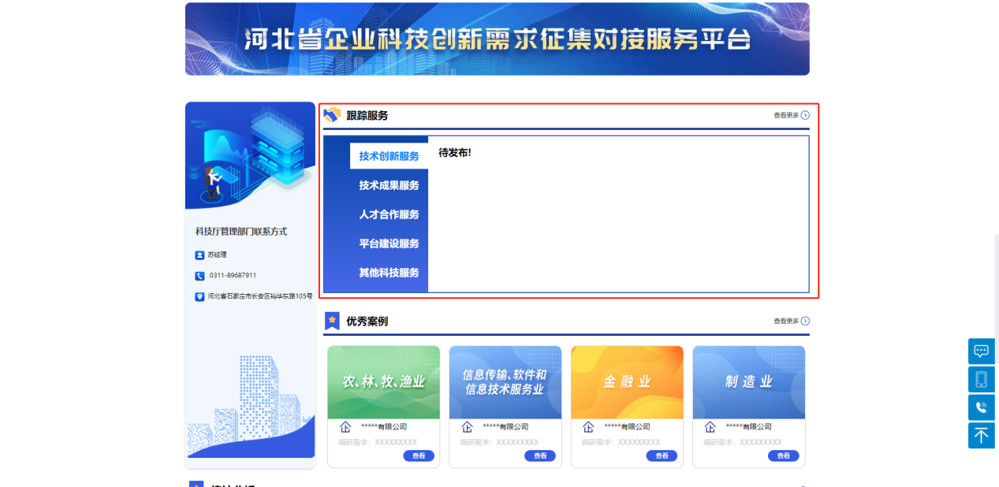 河北省企业科技创新需求征集对接服务平台
跟踪服务
查看更多
技术创新服务
待发布!
技术成果服务
人才合作服务
平台建设服务
其他科技服务
科技厅管理部门联系方式
苏经理
0311-89687911
河北省石家庄市长安区裕华东路105号
优秀案例
查看更多
农、林、牧、渔业
*****有限公司
调研需求：XXXXXXXXX
查看
信息传输、软件和
信息技术服务业
*****有限公司
调研需求：XXXXXXXXX
查看
金融业
*****有限公司
调研需求：XXXXXXXXX
查看
制造业
*****有限公司
调研需求：XXXXXXXXX
查看